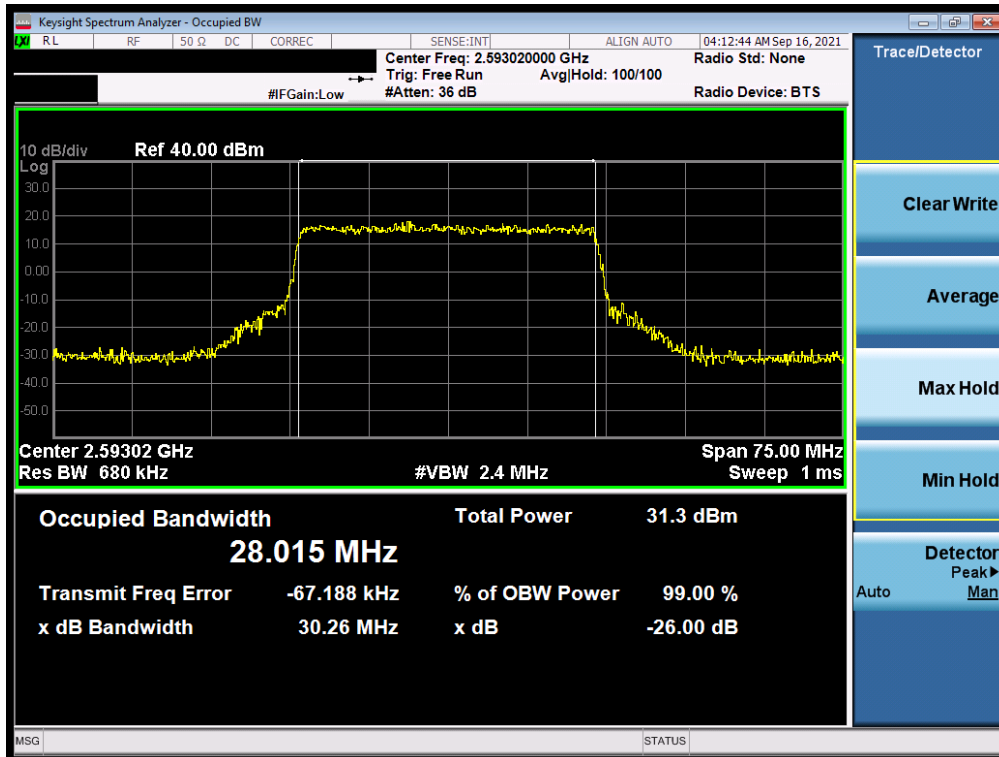 Keysight Spectrum Analyzer - Occupied BW
LXI RL RF 50 Ω DC CORREC SENSE:INT ALIGN AUTO 04:12:44 AM Sep 16, 2021
Center Freq: 2.593020000 GHz Radio Std: None
Trig: Free Run Avg|Hold: 100/100
#IFGain:Low #Atten: 36 dB Radio Device: BTS
10 dB/div Ref 40.00 dBm
Log
30.0
20.0
10.0
0.00
-10.0
-20.0
-30.0
-40.0
-50.0
Center 2.59302 GHz Span 75.00 MHz
Res BW 680 kHz #VBW 2.4 MHz Sweep 1 ms
Occupied Bandwidth Total Power 31.3 dBm
28.015 MHz
Transmit Freq Error -67.188 kHz % of OBW Power 99.00 %
x dB Bandwidth 30.26 MHz x dB -26.00 dB
MSG STATUS
Trace/Detector
Clear Write
Average
Max Hold
Min Hold
Detector
Peak▶
Auto Man